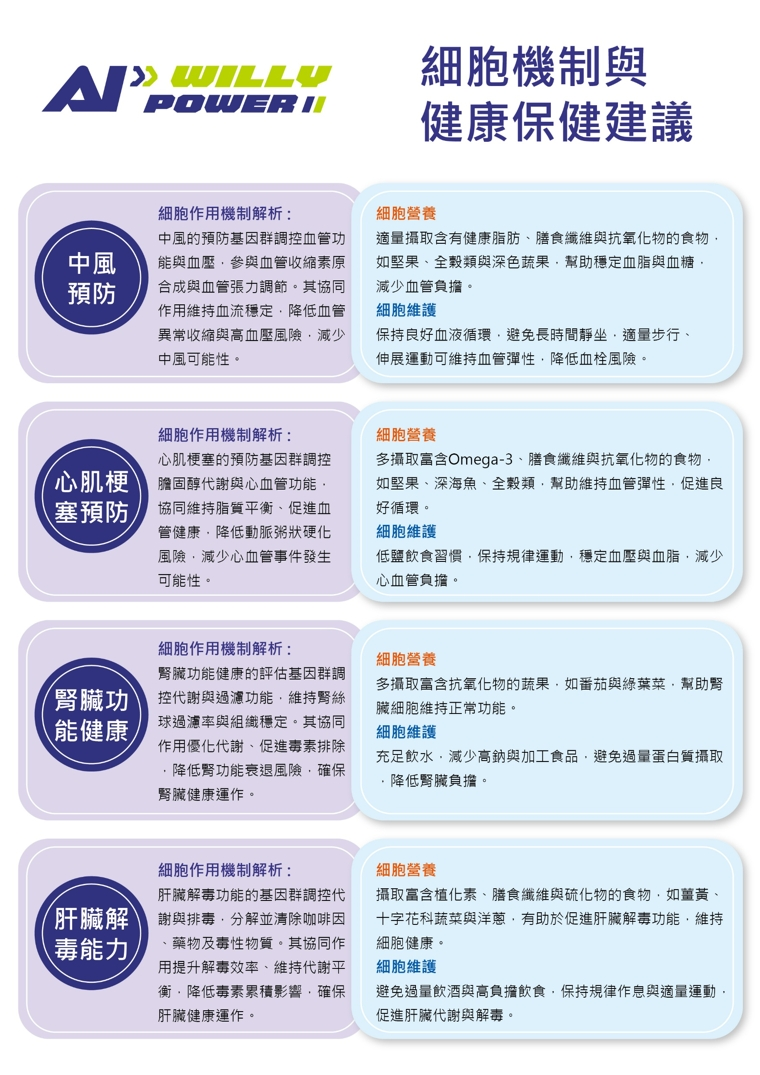 AI WILLY
POWER II
細胞機制與
健康保健建議
中風
預防
細胞作用機制解析：
中風的預防基因群調控血管功
能與血壓，參與血管收縮素原
合成與血管張力調節。其協同
作用維持血流穩定，降低血管
異常收縮與高血壓風險，減少
中風可能性。
細胞營養
適量攝取含有健康脂肪、膳食纖維與抗氧化物的食物，
如堅果、全穀類與深色蔬果，幫助穩定血脂與血糖，
減少血管負擔。
細胞維護
保持良好血液循環，避免長時間靜坐，適量步行、
伸展運動可維持血管彈性，降低血栓風險。
心肌梗
塞預防
細胞作用機制解析：
心肌梗塞的預防基因群調控
膽固醇代謝與心血管功能，
協同維持脂質平衡、促進血
管健康，降低動脈粥狀硬化
風險，減少心血管事件發生
可能性。
細胞營養
多攝取富含Omega-3、膳食纖維與抗氧化物的食物，
如堅果、深海魚、全穀類，幫助維持血管彈性，促進良
好循環。
細胞維護
低鹽飲食習慣，保持規律運動，穩定血壓與血脂，減少
心血管負擔。
腎臟功
能健康
細胞作用機制解析：
腎臟功能健康的評估基因群調
控代謝與過濾功能，維持腎絲
球過濾率與組織穩定。其協同
作用優化代謝、促進毒素排除
，降低腎功能衰退風險，確保
腎臟健康運作。
細胞營養
多攝取富含抗氧化物的蔬果，如番茄與綠葉菜，幫助腎
臟細胞維持正常功能。
細胞維護
充足飲水，減少高鈉與加工食品，避免過量蛋白質攝取
，降低腎臟負擔。
肝臟解
毒能力
細胞作用機制解析：
肝臟解毒功能的基因群調控代
謝與排毒，分解並清除咖啡因
、藥物及毒性物質。其協同作
用提升解毒效率、維持代謝平
衡，降低毒素累積影響，確保
肝臟健康運作。
細胞營養
攝取富含植化素、膳食纖維與硫化物的食物，如薑黃、
十字花科蔬菜與洋蔥，有助於促進肝臟解毒功能，維持
細胞健康。
細胞維護
避免過量飲酒與高負擔飲食，保持規律作息與適量運動，
促進肝臟代謝與解毒。